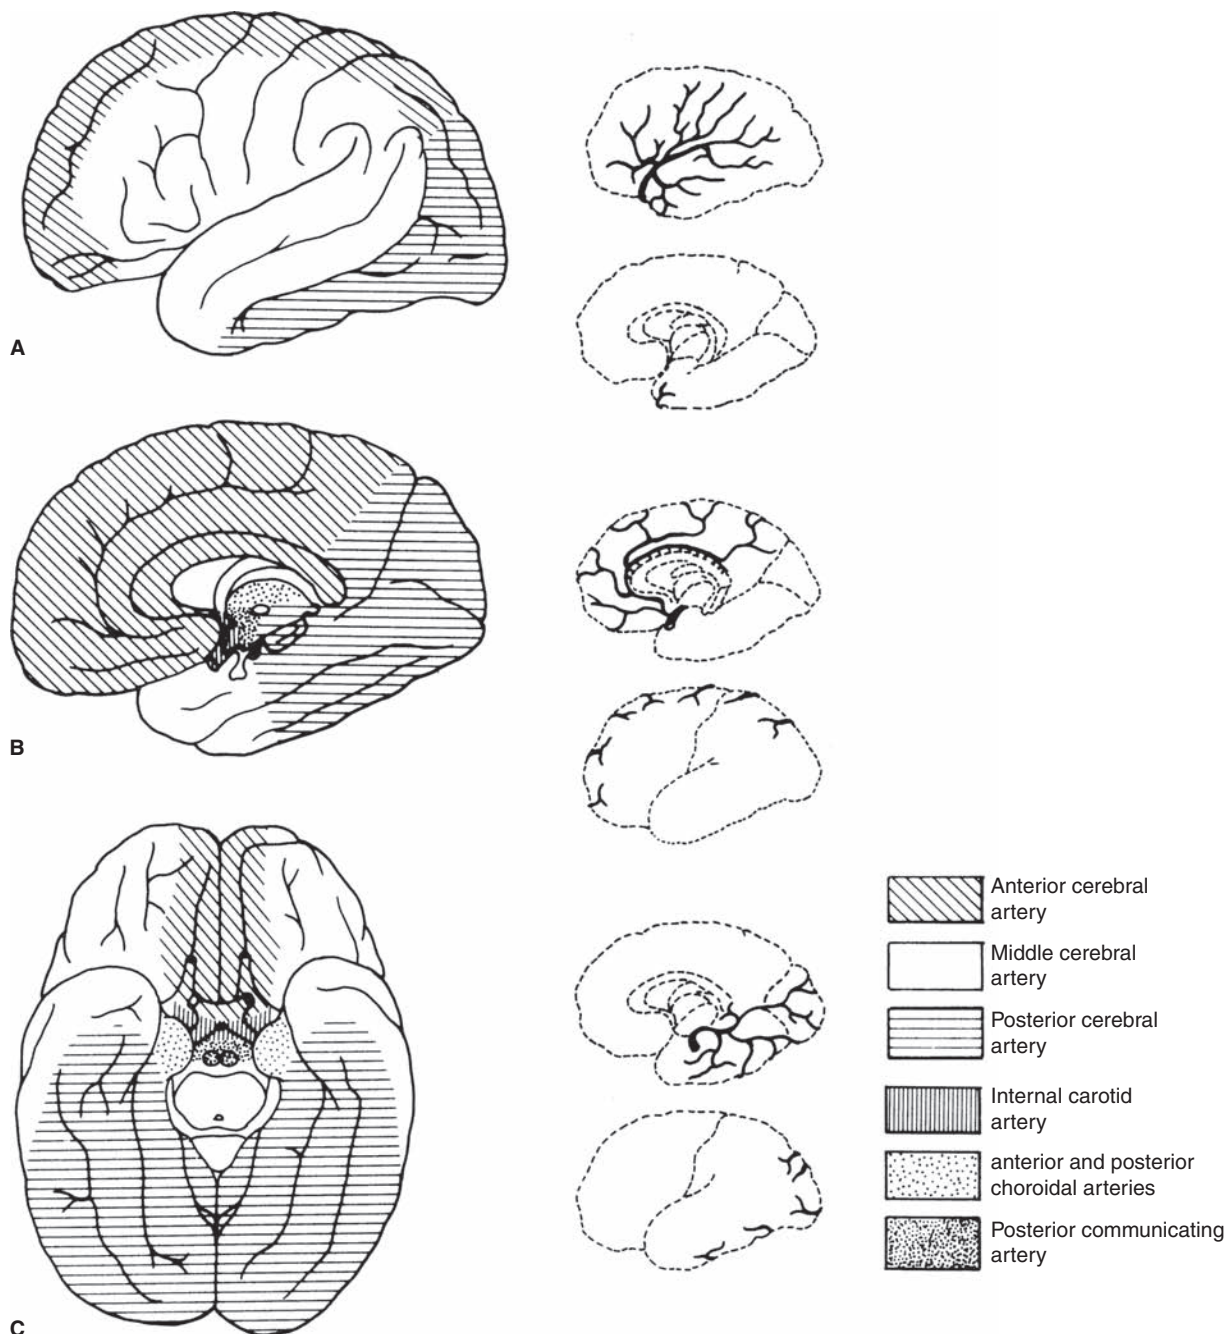 A
B
C
Anterior cerebral
artery
Middle cerebral
artery
Posterior cerebral
artery
Internal carotid
artery
anterior and posterior
choroidal arteries
Posterior communicating
artery